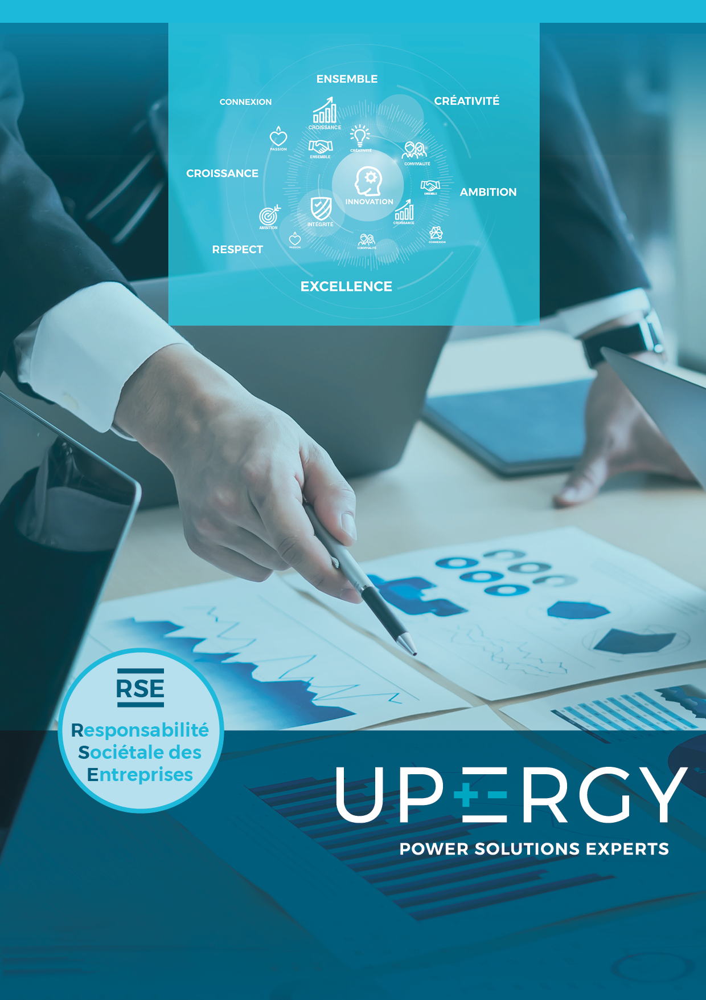 ENSEMBLE
CONNEXION
CRÉATIVITÉ
CROISSANCE
PASSION
ENSEMBLE
CRÉATIVITÉ
CONVIVIALITÉ
CROISSANCE
INNOVATION
ENSEMBLE
AMBITION
AMBITION
INTÉGRITÉ
CROISSANCE
PASSION
CONVIVIALITÉ
CONNEXION
RESPECT
EXCELLENCE
RSE
Responsabilité
Sociétale des
Entreprises
UPERGY
POWER SOLUTIONS EXPERTS